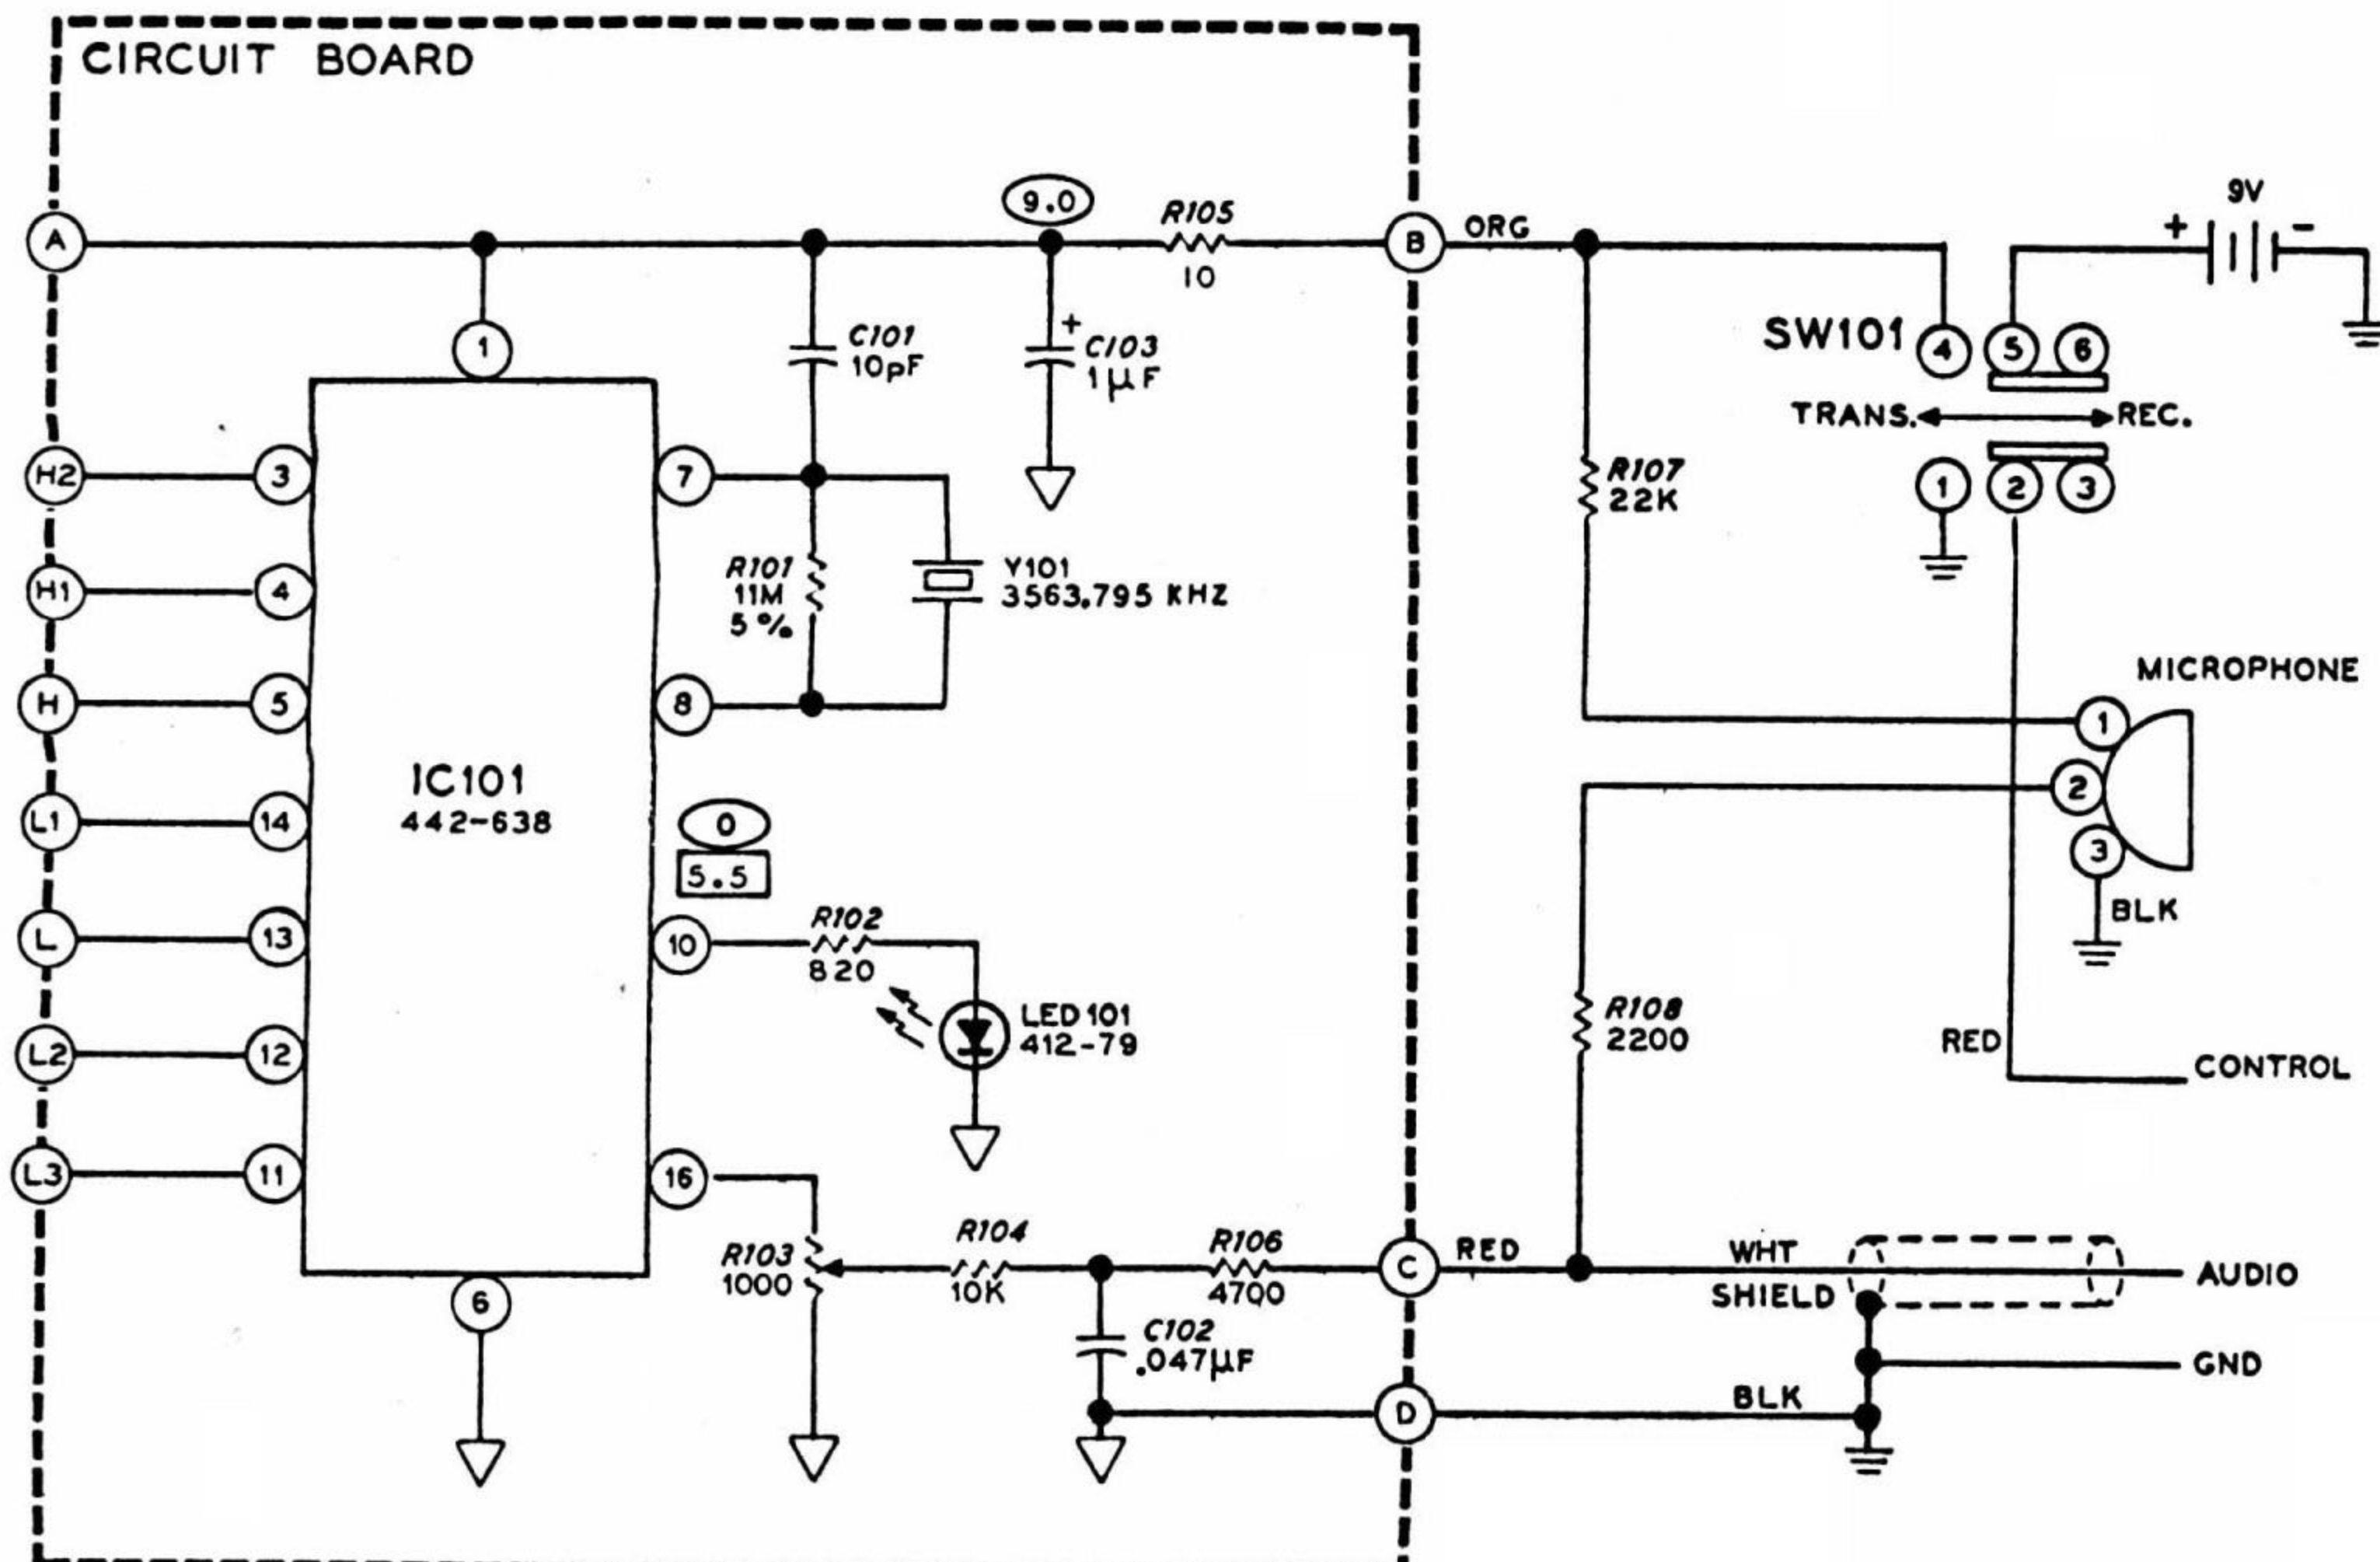 CIRCUIT BOARD
A
9.0
R105
10
B
ORG
9V
+ -
SW101
4 5 6
TRANS. REC.
1 2 3
1
C101
10pF
+
C103
1µF
H2
3
7
R107
22K
H1
4
R101
11M
5%
Y101
3563.795 KHZ
H
5
8
MICROPHONE
1
2
3
BLK
IC101
442-638
L1
14
0
5.5
L
13
10
R102
820
LED101
412-79
R108
2200
RED
CONTROL
L2
12
L3
11
16
R103
1000
R104
10K
R106
4700
C
RED
WHT
SHIELD
AUDIO
6
C102
.047µF
GND
D
BLK